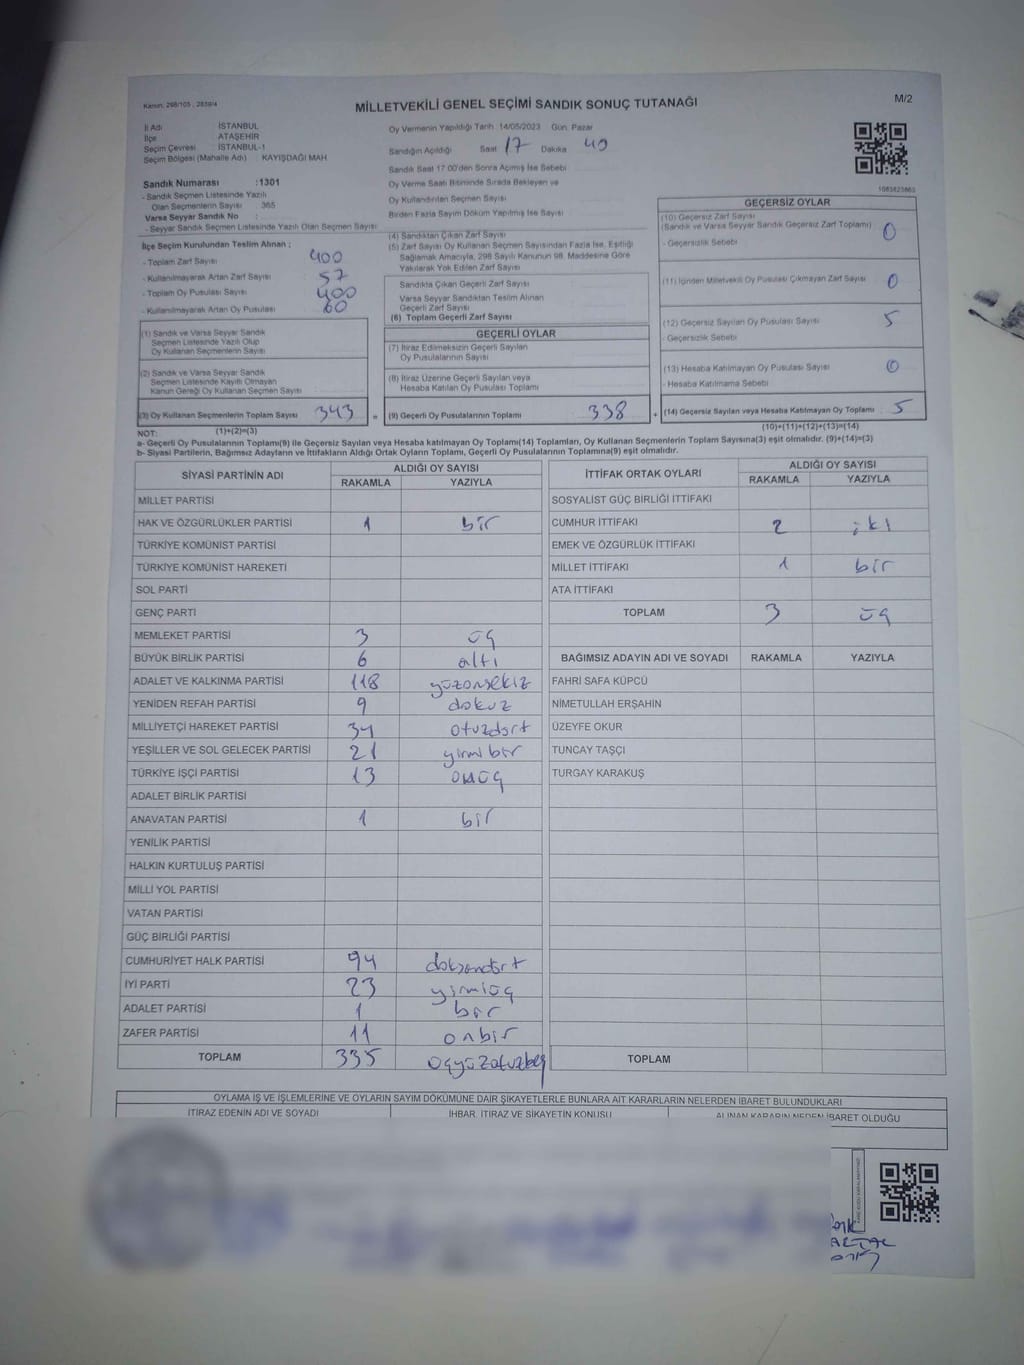 Kanun: 298/105 , 2839/4
MİLLETVEKİLİ GENEL SEÇİMİ SANDIK SONUÇ TUTANAĞI
M/2
İl Adı : İSTANBUL
İlçe : ATAŞEHİR
Seçim Çevresi : İSTANBUL-1
Seçim Bölgesi (Mahalle Adı) : KAYIŞDAĞI MAH
Sandık Numarası :1301
- Sandık Seçmen Listesinde Yazılı
Olan Seçmenlerin Sayısı : 365
Varsa Seyyar Sandık No :
- Seyyar Sandık Seçmen Listesinde Yazılı Olan Seçmen Sayısı
İlçe Seçim Kurulundan Teslim Alınan ;
- Toplam Zarf Sayısı : 400
- Kullanılmayarak Artan Zarf Sayısı : 57
- Toplam Oy Pusulası Sayısı : 400
- Kullanılmayarak Artan Oy Pusulası : 60
(1) Sandık ve Varsa Seyyar Sandık
Seçmen Listesinde Yazılı Olup
Oy Kullanan Seçmenlerin Sayısı
(2) Sandık ve Varsa Seyyar Sandık
Seçmen Listesinde Kayıtlı Olmayan
Kanun Gereği Oy Kullanan Seçmen Sayısı
(3) Oy Kullanan Seçmenlerin Toplam Sayısı 343 =
(1)+(2)=(3)
Oy Vermenin Yapıldığı Tarih :14/05/2023 Gün: Pazar
Sandığın Açıldığı Saat 17 Dakika 40
Sandık Saat 17:00'den Sonra Açılmış İse Sebebi
Oy Verme Saati Bitiminde Sırada Bekleyen ve
Oy Kullandırılan Seçmen Sayısı
Birden Fazla Sayım Döküm Yapılmış İse Sayısı
(4) Sandıktan Çıkan Zarf Sayısı
(5) Zarf Sayısı Oy Kullanan Seçmen Sayısından Fazla İse, Eşitliği
Sağlamak Amacıyla, 298 Sayılı Kanunun 98. Maddesine Göre
Yakılarak Yok Edilen Zarf Sayısı
Sandıkta Çıkan Geçerli Zarf Sayısı
Varsa Seyyar Sandıktan Teslim Alınan
Geçerli Zarf Sayısı
(6) Toplam Geçerli Zarf Sayısı
GEÇERLİ OYLAR
(7) İtiraz Edilmeksizin Geçerli Sayılan
Oy Pusulalarının Sayısı
(8) İtiraz Üzerine Geçerli Sayılan veya
Hesaba Katılan Oy Pusulası Toplamı
(9) Geçerli Oy Pusulalarının Toplamı 338 +
1083823863
GEÇERSİZ OYLAR
(10) Geçersiz Zarf Sayısı
(Sandık ve Varsa Seyyar Sandık Geçersiz Zarf Toplamı) 0
- Geçersizlik Sebebi
(11) İçinden Milletvekili Oy Pusulası Çıkmayan Zarf Sayısı 0
(12) Geçersiz Sayılan Oy Pusulası Sayısı 5
- Geçersizlik Sebebi
(13) Hesaba Katılmayan Oy Pusulası Sayısı 0
- Hesaba Katılmama Sebebi
(14) Geçersiz Sayılan veya Hesaba Katılmayan Oy Toplamı : 5
(10)+(11)+(12)+(13)=(14)
NOT:
a- Geçerli Oy Pusulalarının Toplamı(9) ile Geçersiz Sayılan veya Hesaba katılmayan Oy Toplamı(14) Toplamları, Oy Kullanan Seçmenlerin Toplam Sayısına(3) eşit olmalıdır. (9)+(14)=(3)
b- Siyasi Partilerin, Bağımsız Adayların ve İttifakların Aldığı Ortak Oyların Toplamı, Geçerli Oy Pusulalarının Toplamına(9) eşit olmalıdır.
SİYASİ PARTİNİN ADI ALDIĞI OY SAYISI
RAKAMLA YAZIYLA
MİLLET PARTİSİ
HAK VE ÖZGÜRLÜKLER PARTİSİ 1 bir
TÜRKİYE KOMÜNİST PARTİSİ
TÜRKİYE KOMÜNİST HAREKETİ
SOL PARTİ
GENÇ PARTİ
MEMLEKET PARTİSİ 3 üç
BÜYÜK BİRLİK PARTİSİ 6 altı
ADALET VE KALKINMA PARTİSİ 118 yüzonsekiz
YENİDEN REFAH PARTİSİ 9 dokuz
MİLLİYETÇİ HAREKET PARTİSİ 34 otuzdört
YEŞİLLER VE SOL GELECEK PARTİSİ 21 yirmi bir
TÜRKİYE İŞÇİ PARTİSİ 13 onüç
ADALET BİRLİK PARTİSİ
ANAVATAN PARTİSİ 1 bir
YENİLİK PARTİSİ
HALKIN KURTULUŞ PARTİSİ
MİLLİ YOL PARTİSİ
VATAN PARTİSİ
GÜÇ BİRLİĞİ PARTİSİ
CUMHURİYET HALK PARTİSİ 94 doksandört
İYİ PARTİ 23 yirmiüç
ADALET PARTİSİ 1 bir
ZAFER PARTİSİ 11 onbir
TOPLAM 335 üçyüzotuzbeş
İTTİFAK ORTAK OYLARI ALDIĞI OY SAYISI
RAKAMLA YAZIYLA
SOSYALİST GÜÇ BİRLİĞİ İTTİFAKI
CUMHUR İTTİFAKI 2 iki
EMEK VE ÖZGÜRLÜK İTTİFAKI
MİLLET İTTİFAKI 1 bir
ATA İTTİFAKI
TOPLAM 3 üç
BAĞIMSIZ ADAYIN ADI VE SOYADI RAKAMLA YAZIYLA
FAHRİ SAFA KÜPCÜ
NİMETULLAH ERŞAHİN
ÜZEYFE OKUR
TUNCAY TAŞÇI
TURGAY KARAKUŞ
TOPLAM
OYLAMA İŞ VE İŞLEMLERİNE VE OYLARIN SAYIM DÖKÜMÜNE DAİR ŞİKAYETLERLE BUNLARA AİT KARARLARIN NELERDEN İBARET BULUNDUKLARI
İTİRAZ EDENİN ADI VE SOYADI İHBAR, İTİRAZ VE ŞİKAYETİN KONUSU ALINAN KARARIN NEDEN İBARET OLDUĞU